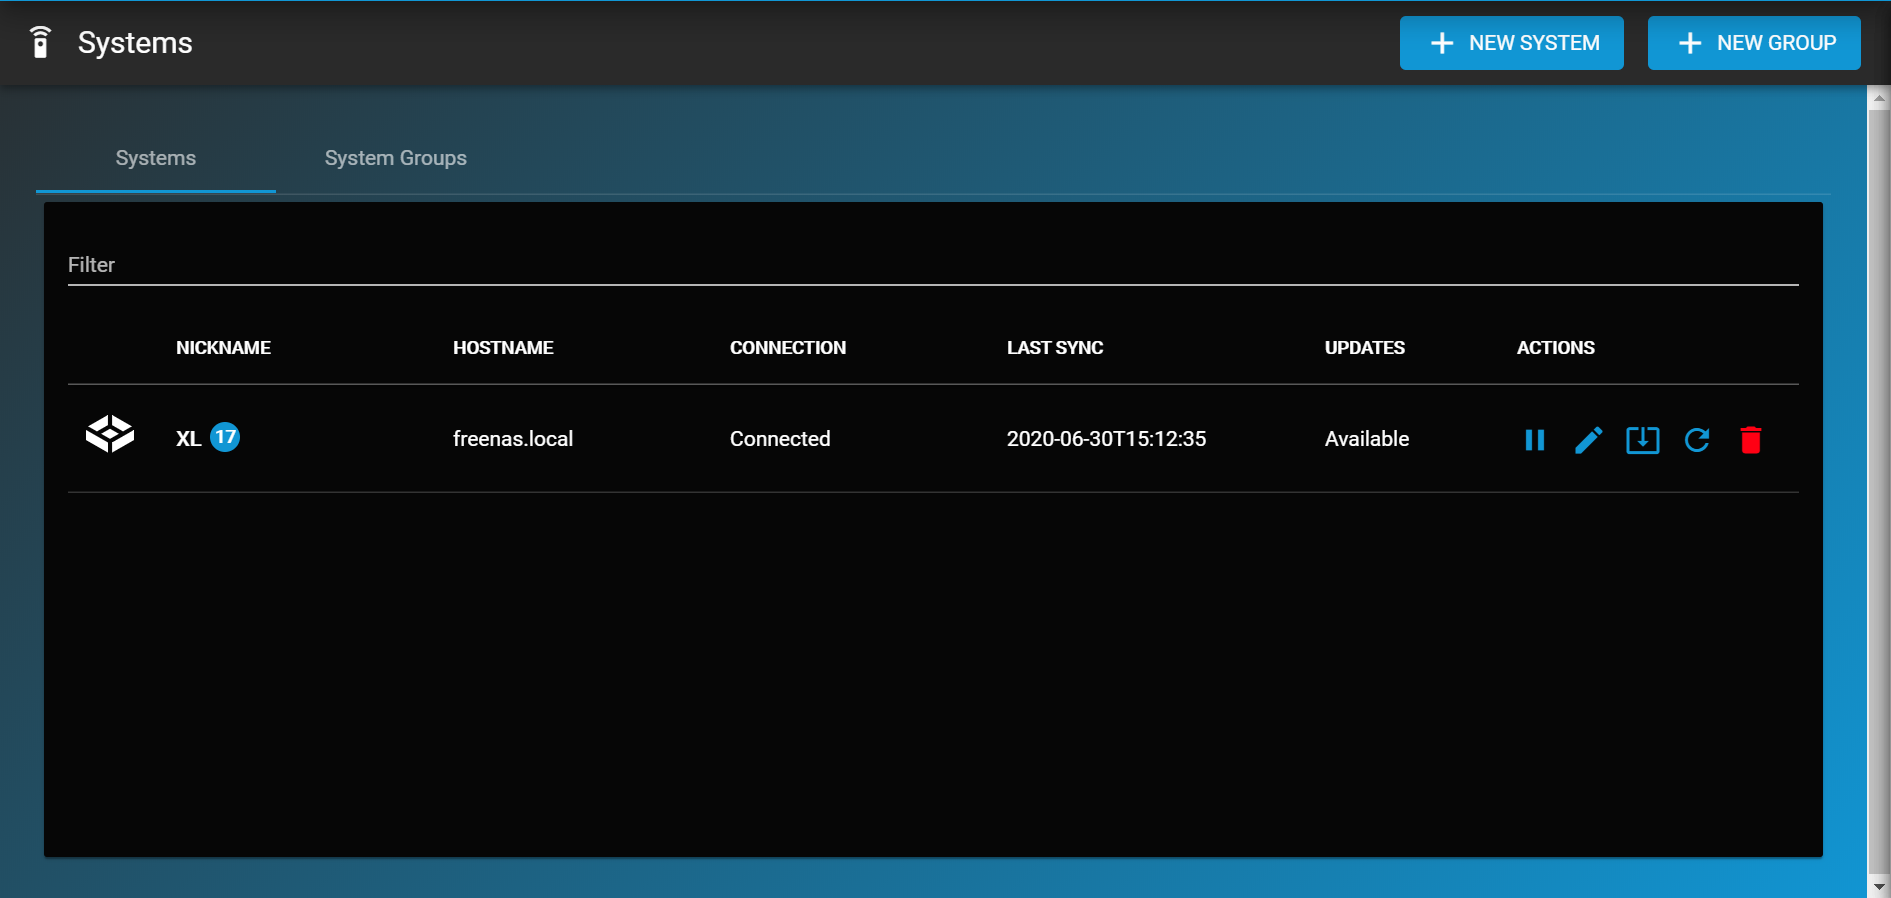 Systems
NEW SYSTEM
NEW GROUP
Systems
System Groups
Filter
NICKNAME HOSTNAME CONNECTION LAST SYNC UPDATES ACTIONS
XL 17 freenas.local Connected 2020-06-30T15:12:35 Available